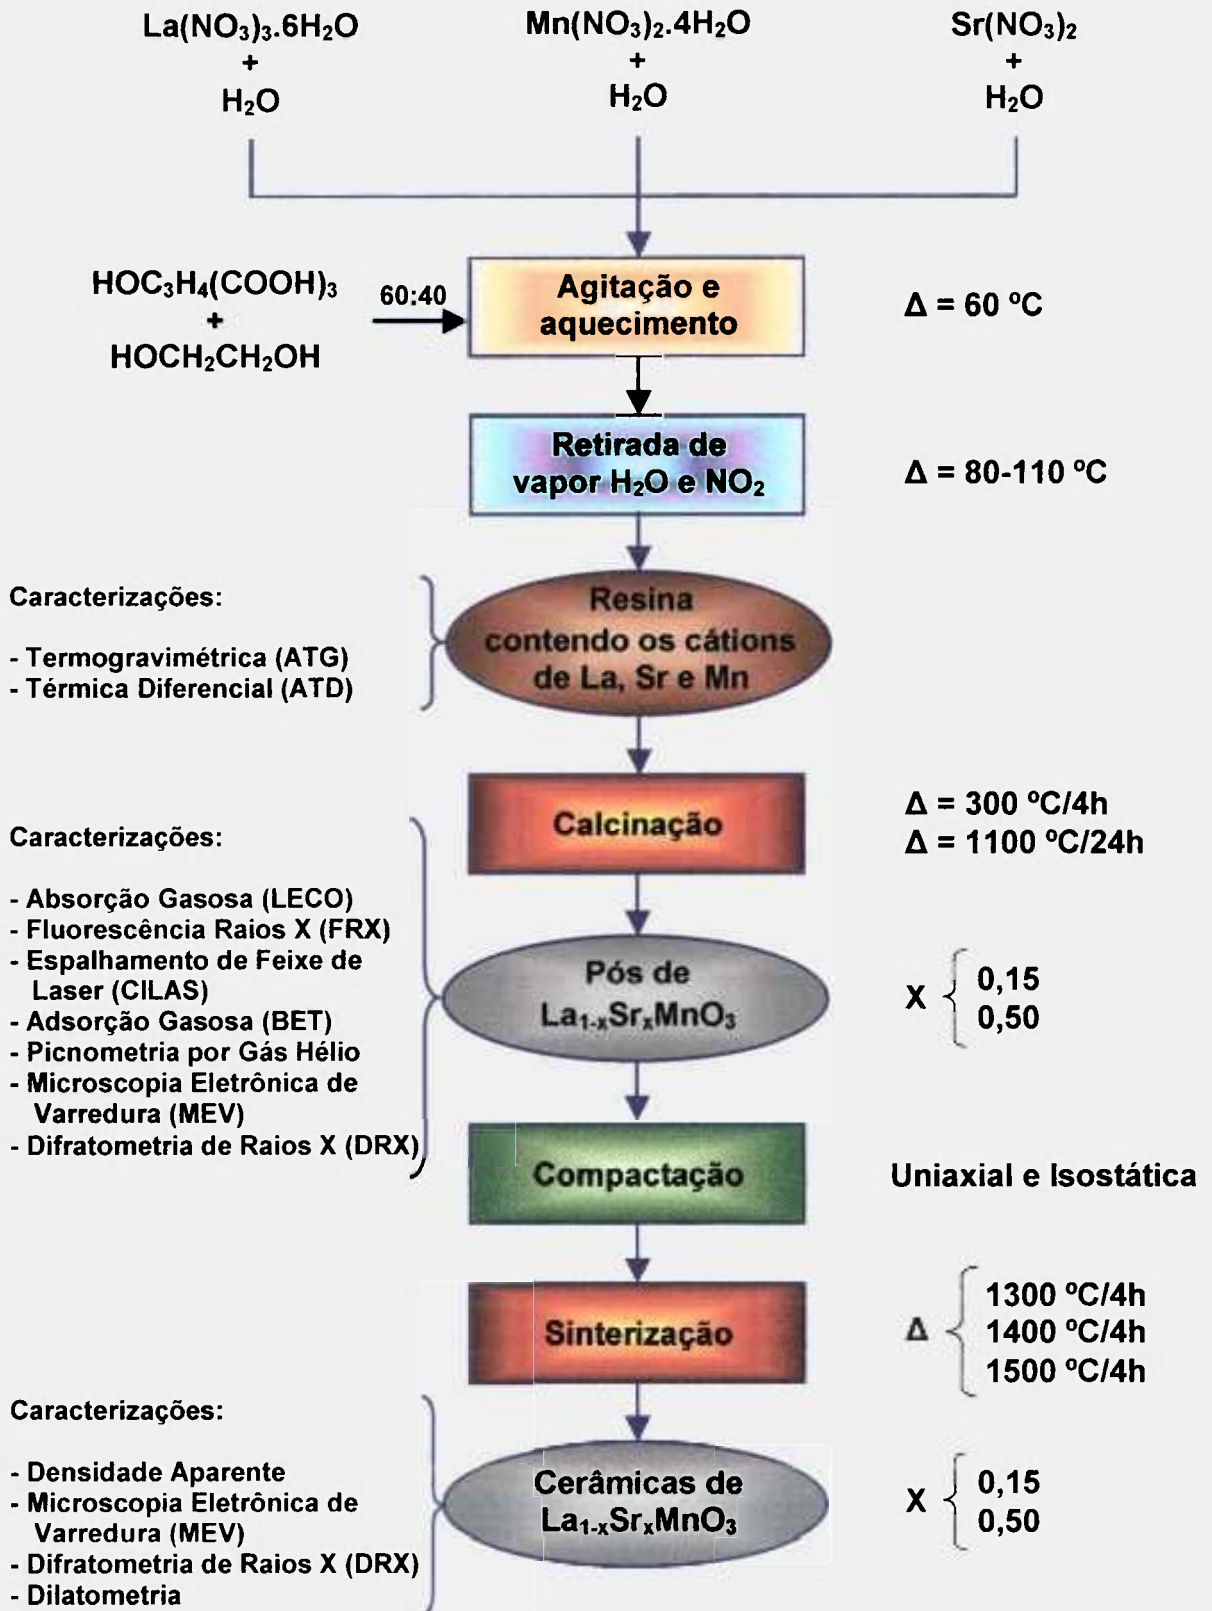 La(NO₃)₃.6H₂O
+
H₂O
Mn(NO₃)₂.4H₂O
+
H₂O
Sr(NO₃)₂
+
H₂O
HOC₃H₄(COOH)₃
+
HOCH₂CH₂OH
60:40
Agitação e
aquecimento
Δ = 60 ºC
Retirada de
vapor H₂O e NO₂
Δ = 80-110 ºC
Caracterizações:
- Termogravimétrica (ATG)
- Térmica Diferencial (ATD)
Resina
contendo os cátions
de La, Sr e Mn
Calcinação
Δ = 300 ºC/4h
Δ = 1100 ºC/24h
Caracterizações:
- Absorção Gasosa (LECO)
- Fluorescência Raios X (FRX)
- Espalhamento de Feixe de
Laser (CILAS)
- Adsorção Gasosa (BET)
- Picnometria por Gás Hélio
- Microscopia Eletrônica de
Varredura (MEV)
- Difratometria de Raios X (DRX)
Pós de
La₁₋ₓSrₓMnO₃
X
0,15
0,50
Compactação
Uniaxial e Isostática
Sinterização
Δ
1300 ºC/4h
1400 ºC/4h
1500 ºC/4h
Caracterizações:
- Densidade Aparente
- Microscopia Eletrônica de
Varredura (MEV)
- Difratometria de Raios X (DRX)
- Dilatometria
Cerâmicas de
La₁₋ₓSrₓMnO₃
X
0,15
0,50